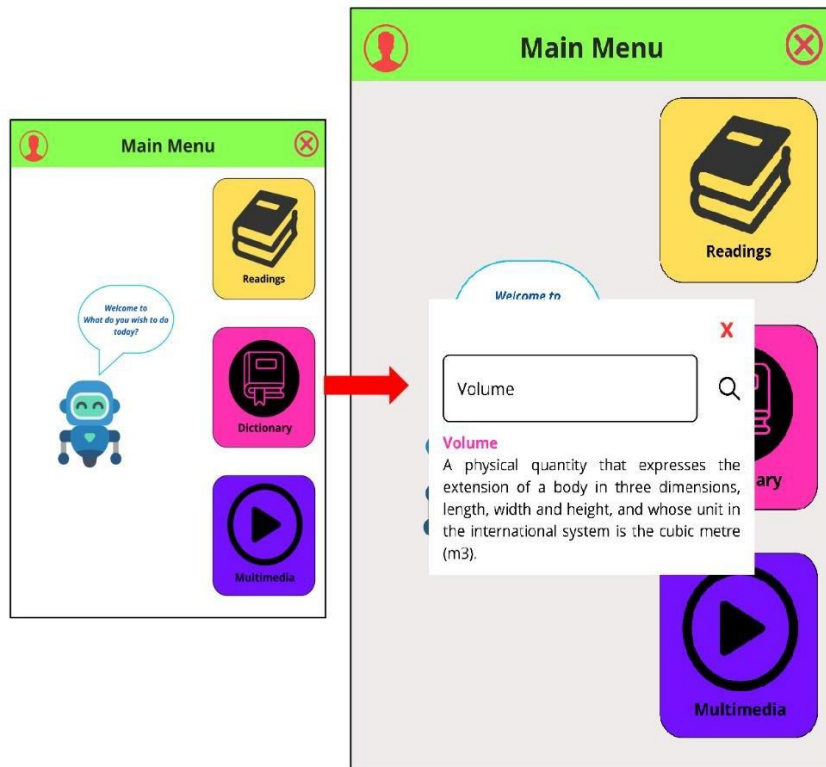 Main Menu
Readings
Welcome to
What do you wish to do
today?
Dictionary
Multimedia
Main Menu
Readings
Welcome to
X
Volume
Volume
A physical quantity that expresses the
extension of a body in three dimensions,
length, width and height, and whose unit in
the international system is the cubic metre
(m3).
ary
Multimedia